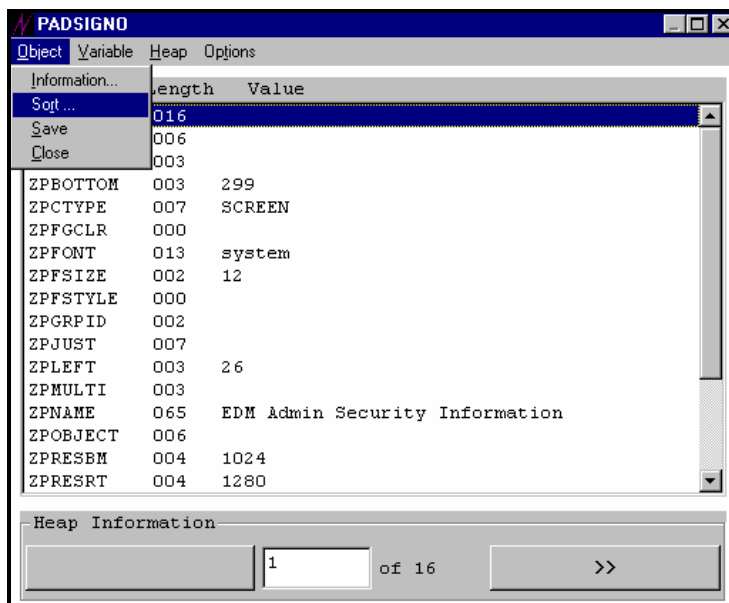 PADSIGNO
Object Variable Heap Options
Information...
Sort ...
Save
Close
Length Value
016
006
003
ZPBOTTOM 003 299
ZPCTYPE 007 SCREEN
ZPFGCLR 000
ZPFONT 013 system
ZPFSIZE 002 12
ZPFSTYLE 000
ZPGRPID 002
ZPJUST 007
ZPLEFT 003 26
ZPMULTI 003
ZPNAME 065 EDM Admin Security Information
ZPOBJECT 006
ZPRESBM 004 1024
ZPRESRT 004 1280
Heap Information
1 of 16 >>